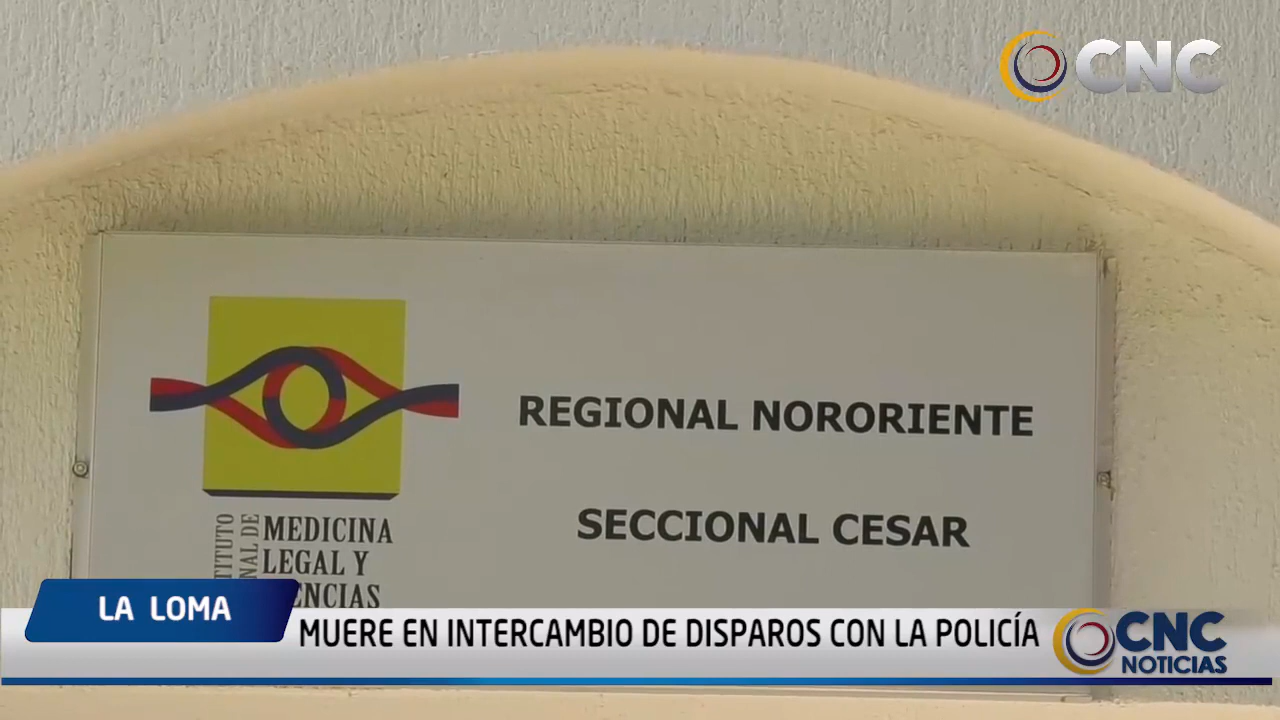 CNC
REGIONAL NORORIENTE
SECCIONAL CESAR
MEDICINA
LEGAL Y
LA LOMA
MUERE EN INTERCAMBIO DE DISPAROS CON LA POLICÍA
CNC
NOTICIAS